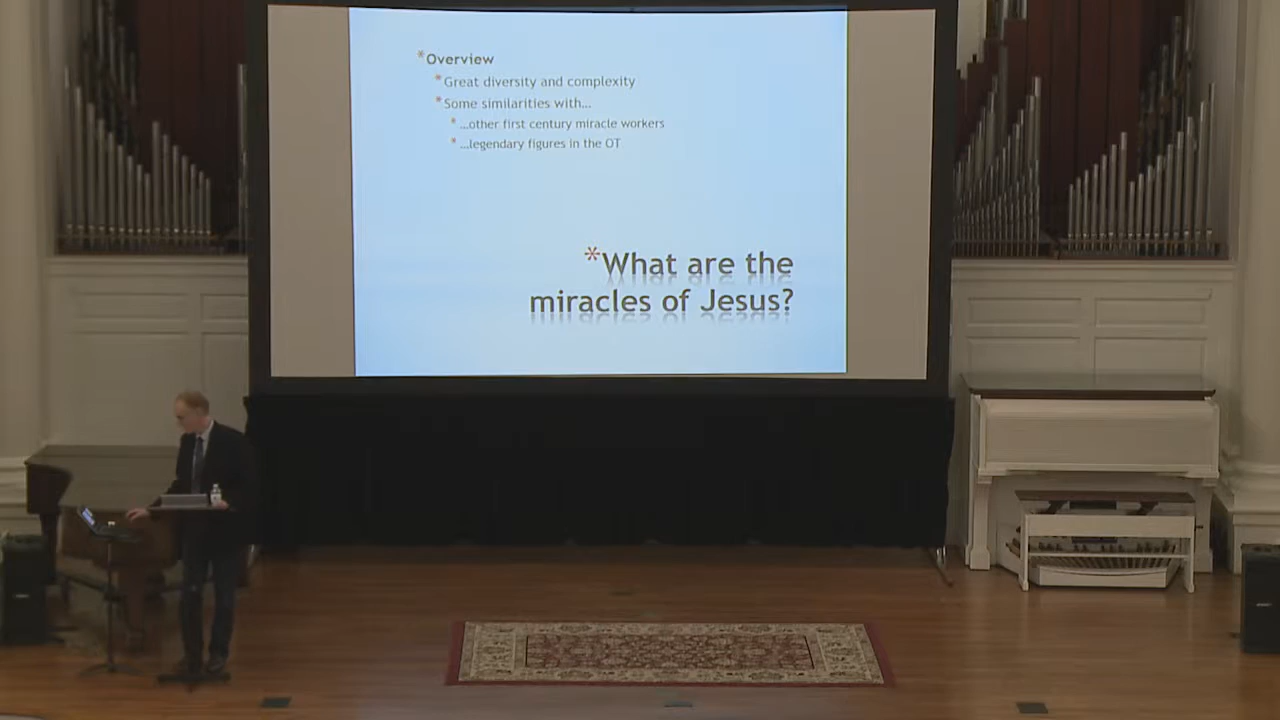 *Overview
*Great diversity and complexity
*Some similarities with...
*...other first century miracle workers
*...legendary figures in the OT
*What are the
miracles of Jesus?